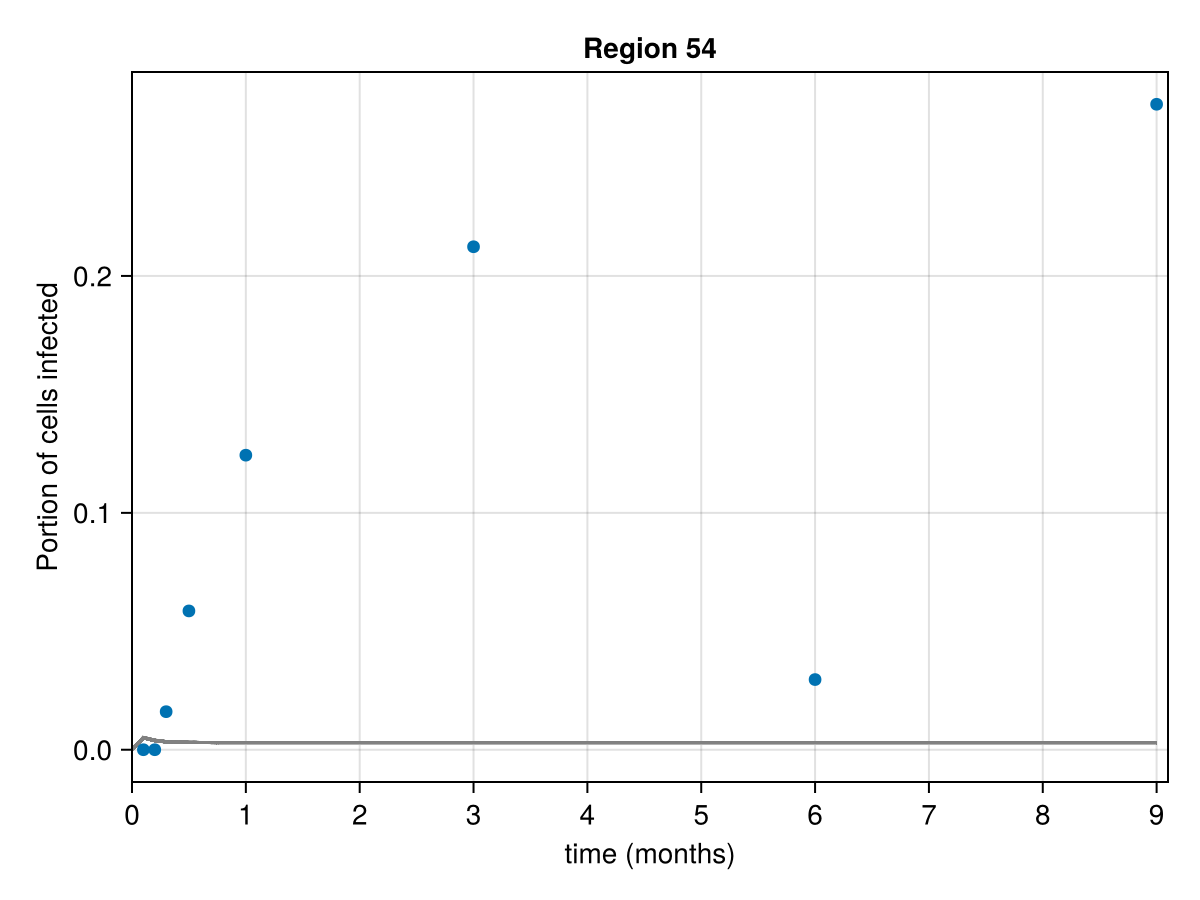 Region 54
Portion of cells infected
0.2
0.1
0.0
0 1 2 3 4 5 6 7 8 9
time (months)